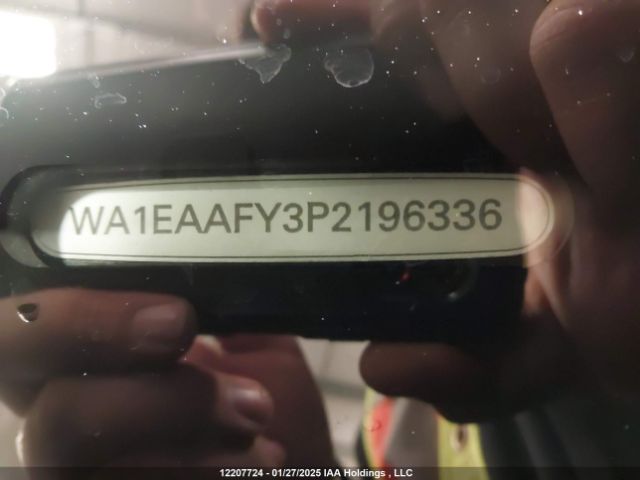 WA1EAAFY3P2196336
12207724 - 01/27/2025 IAA Holdings , LLC